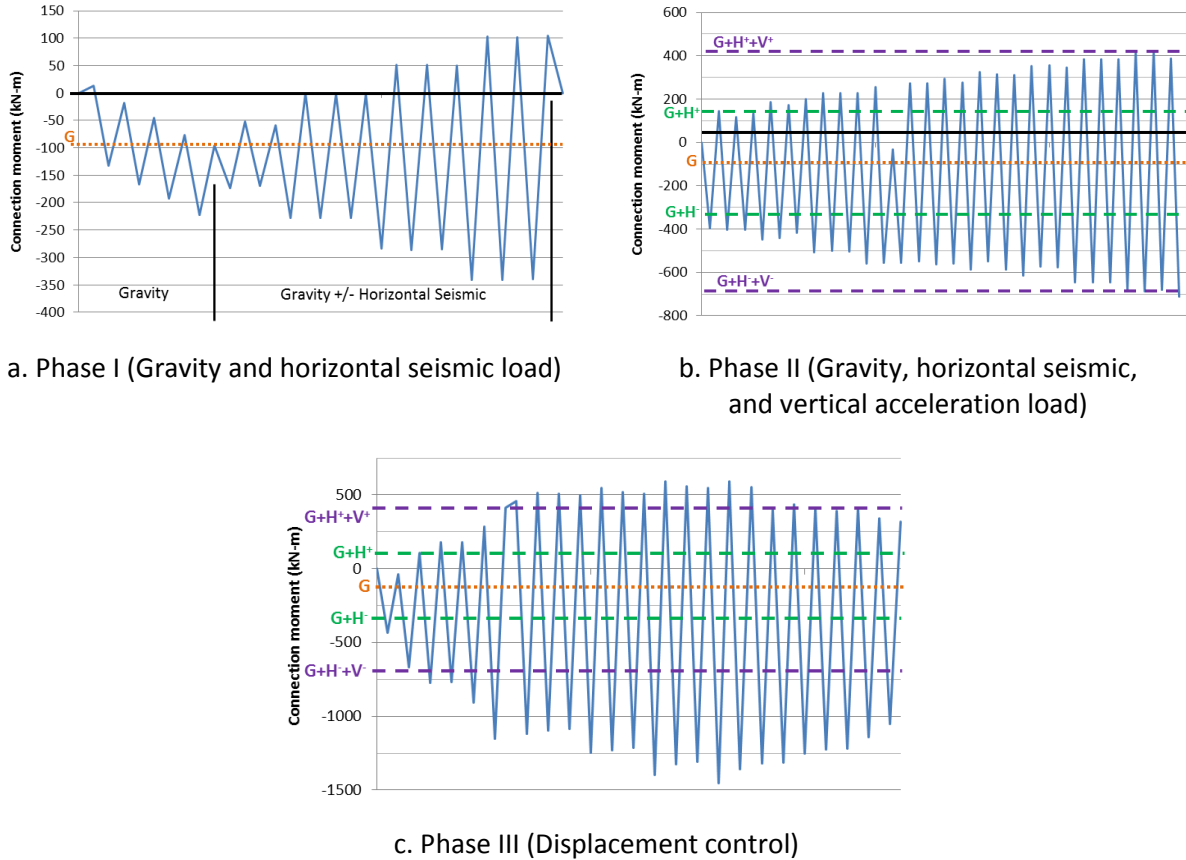 Connection moment (kN-m)
150
100
50
0
-50
G
-100
-150
-200
-250
-300
-350
-400
Gravity
Gravity +/- Horizontal Seismic
a. Phase I (Gravity and horizontal seismic load)
Connection moment (kN-m)
600
G+H⁺+V⁺
400
200
G+H⁺
0
G
-200
G+H⁻
-400
-600
G+H⁻+V⁻
-800
b. Phase II (Gravity, horizontal seismic,
and vertical acceleration load)
Connection moment (kN-m)
500
G+H⁺+V⁺
G+H⁺
0
G
G+H⁻
-500
G+H⁻+V⁻
-1000
-1500
c. Phase III (Displacement control)